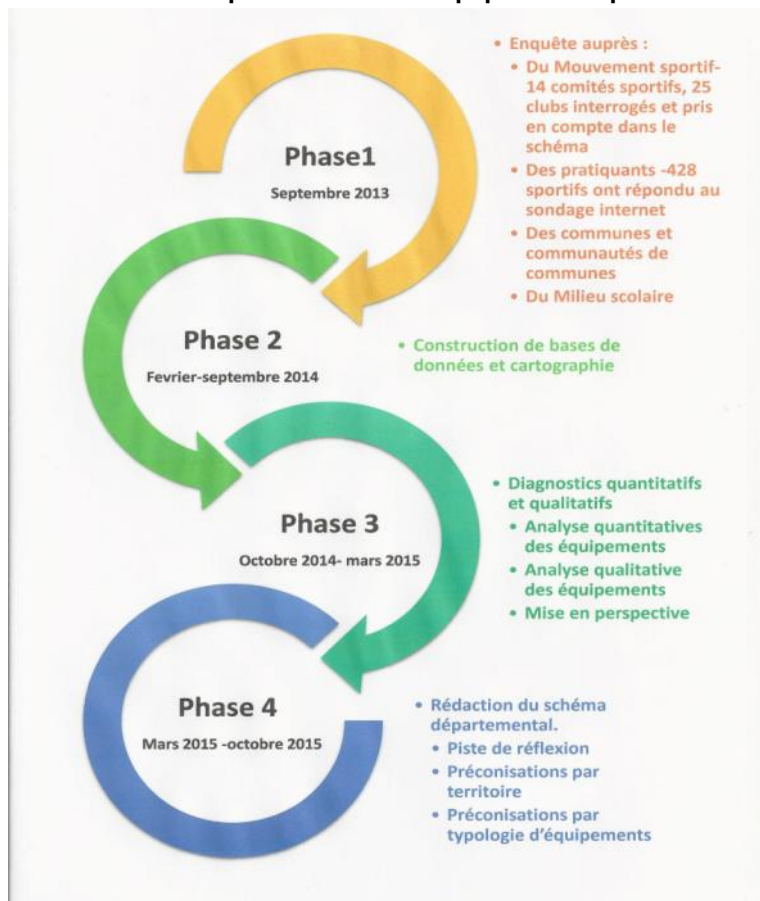 Phase1
Septembre 2013
• Enquête auprès :
• Du Mouvement sportif-
14 comités sportifs, 25
clubs interrogés et pris
en compte dans le
schéma
• Des pratiquants -428
sportifs ont répondu au
sondage internet
• Des communes et
communautés de
communes
• Du Milieu scolaire
Phase 2
Fevrier-septembre 2014
• Construction de bases de
données et cartographie
Phase 3
Octobre 2014- mars 2015
• Diagnostics quantitatifs
et qualitatifs
• Analyse quantitatives
des équipements
• Analyse qualitative
des équipements
• Mise en perspective
Phase 4
Mars 2015 -octobre 2015
• Rédaction du schéma
départemental.
• Piste de réflexion
• Préconisations par
territoire
• Préconisations par
typologie d'équipements